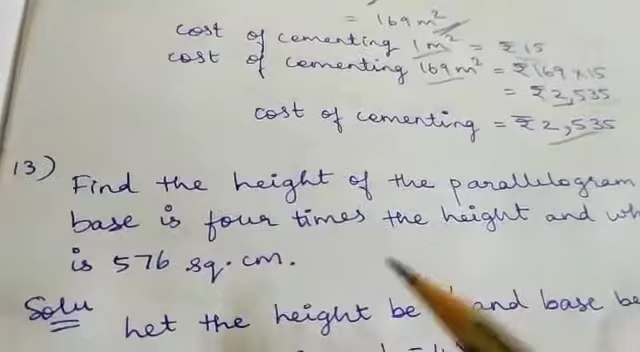 = 169 m²
cost of cementing 1m² = ₹15
cost of cementing 169m² = ₹169 × 15
= ₹2,535
cost of cementing = ₹2,535
13)
Find the height of the parallelogram
base is four times the height and wh
is 576 sq. cm.
Solu
Let the height be and base be